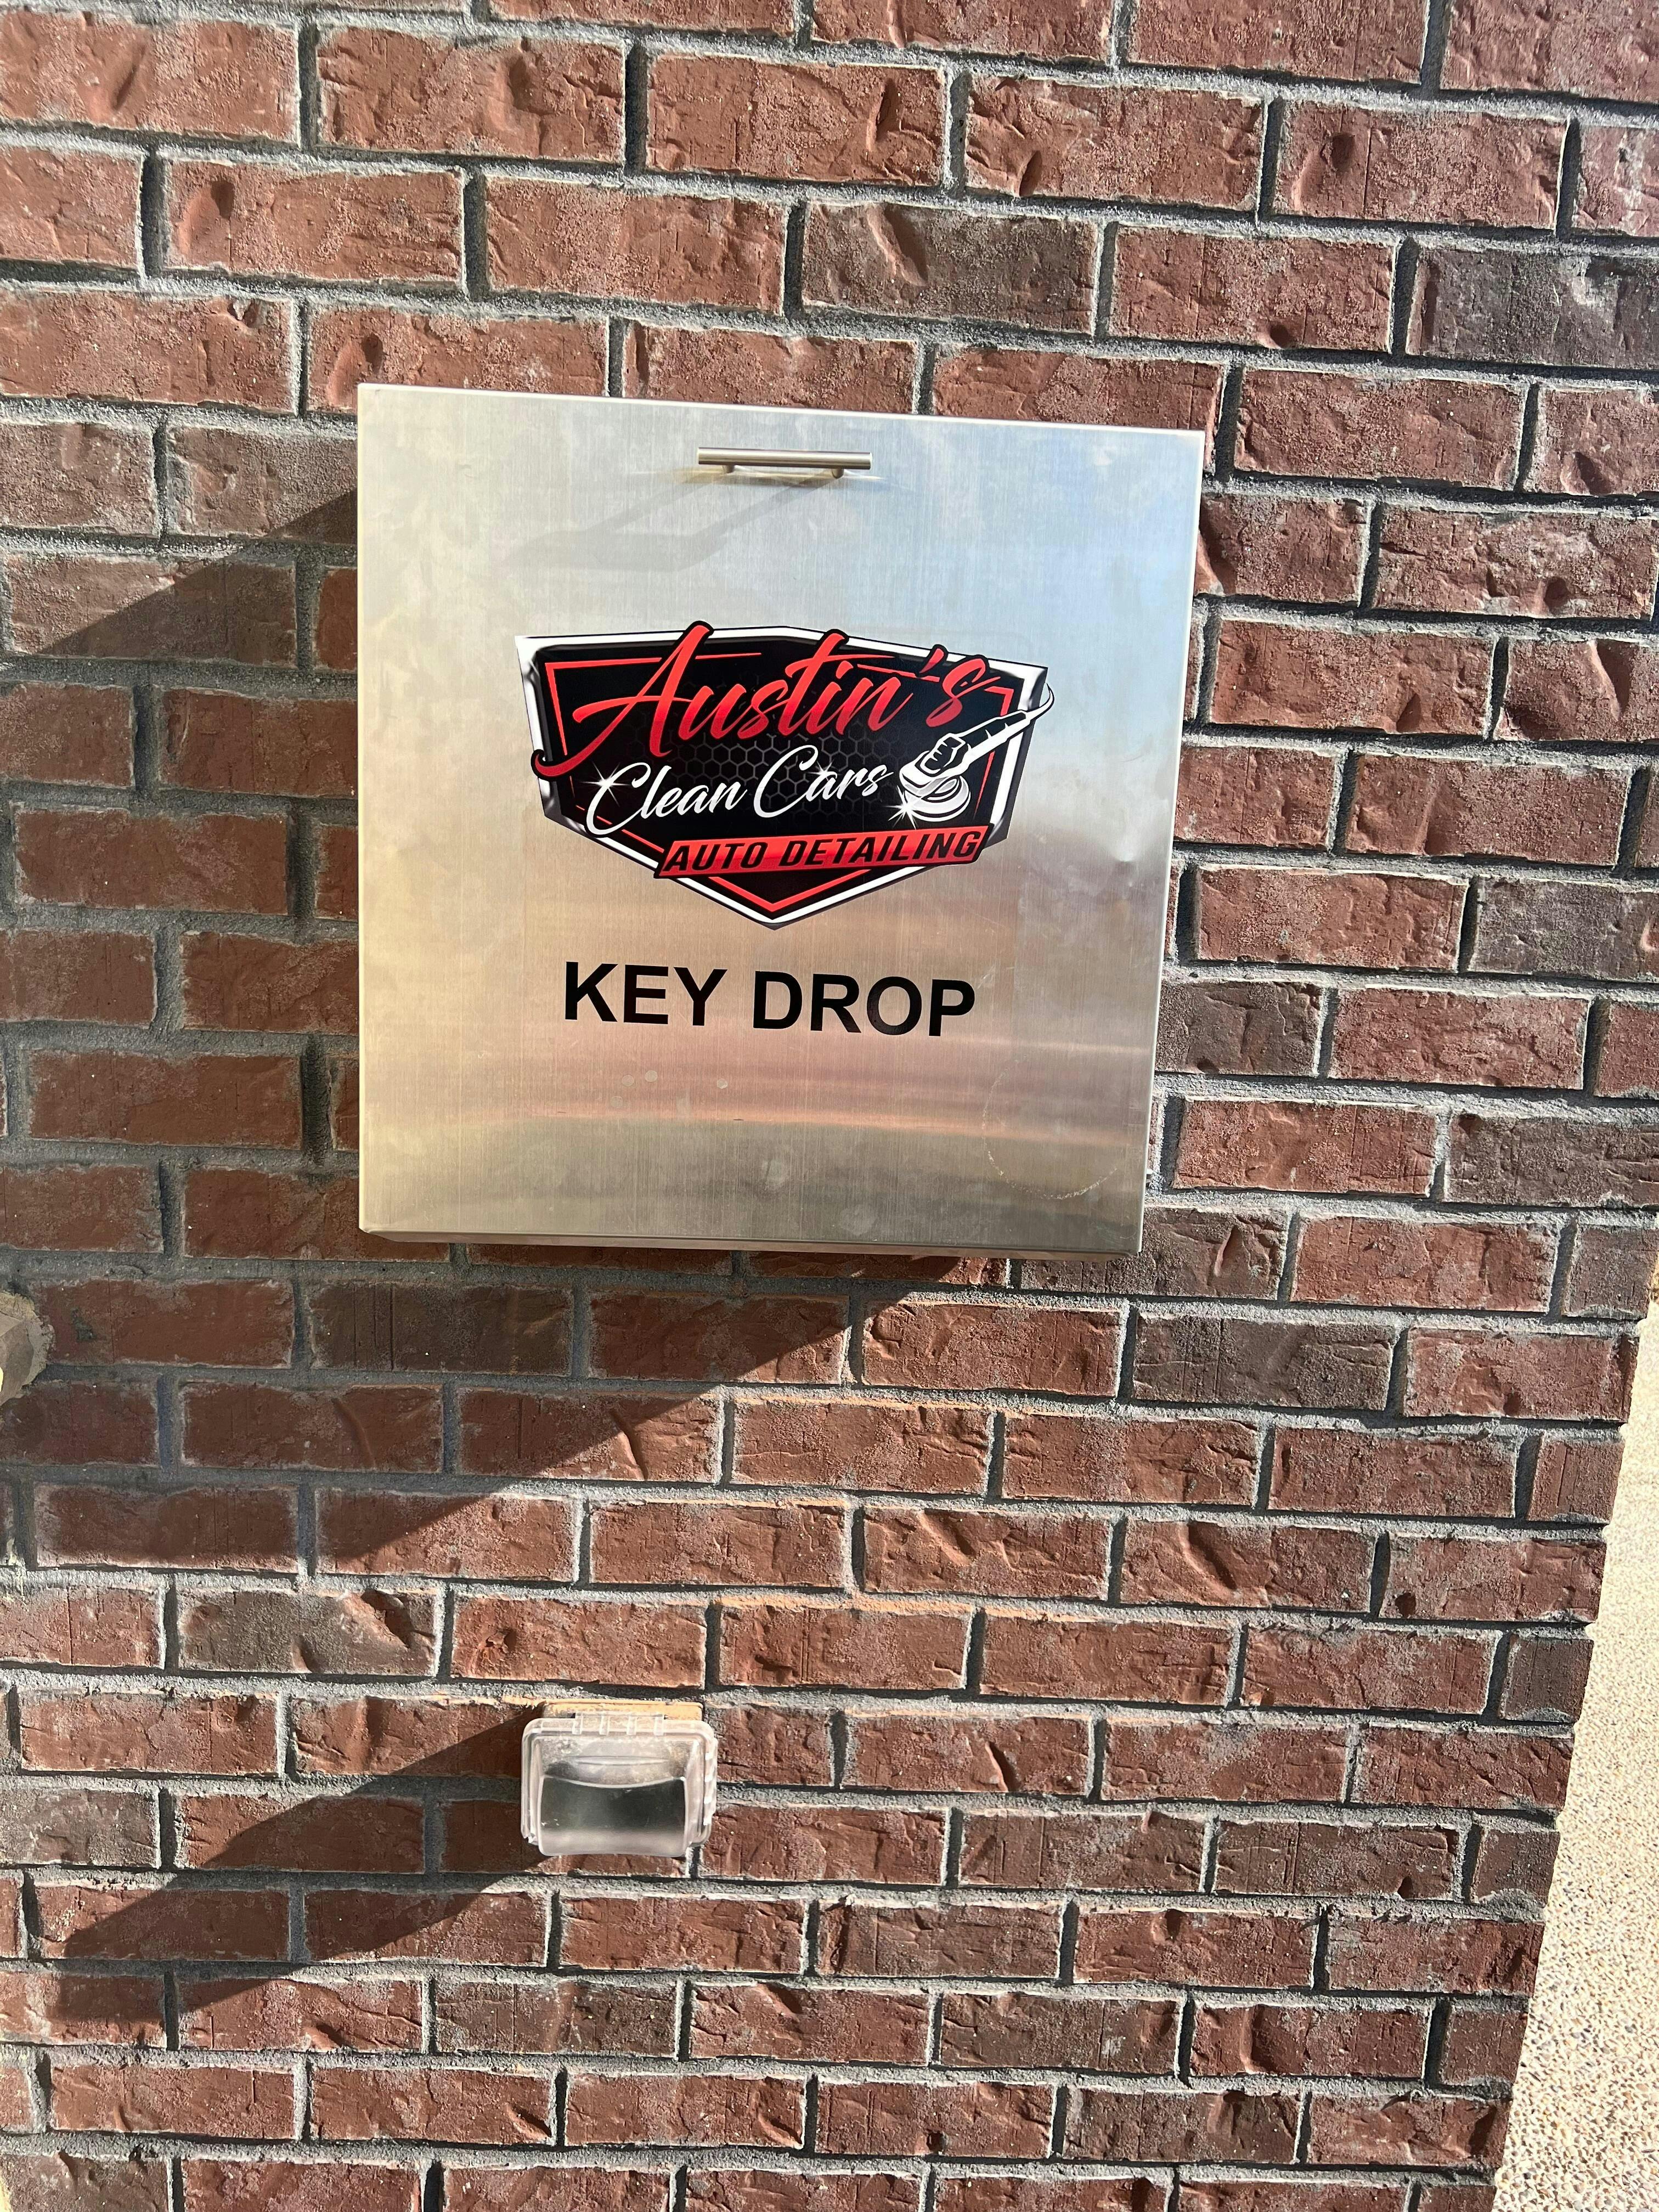 Austin's
Clean Cars
AUTO DETAILING
KEY DROP